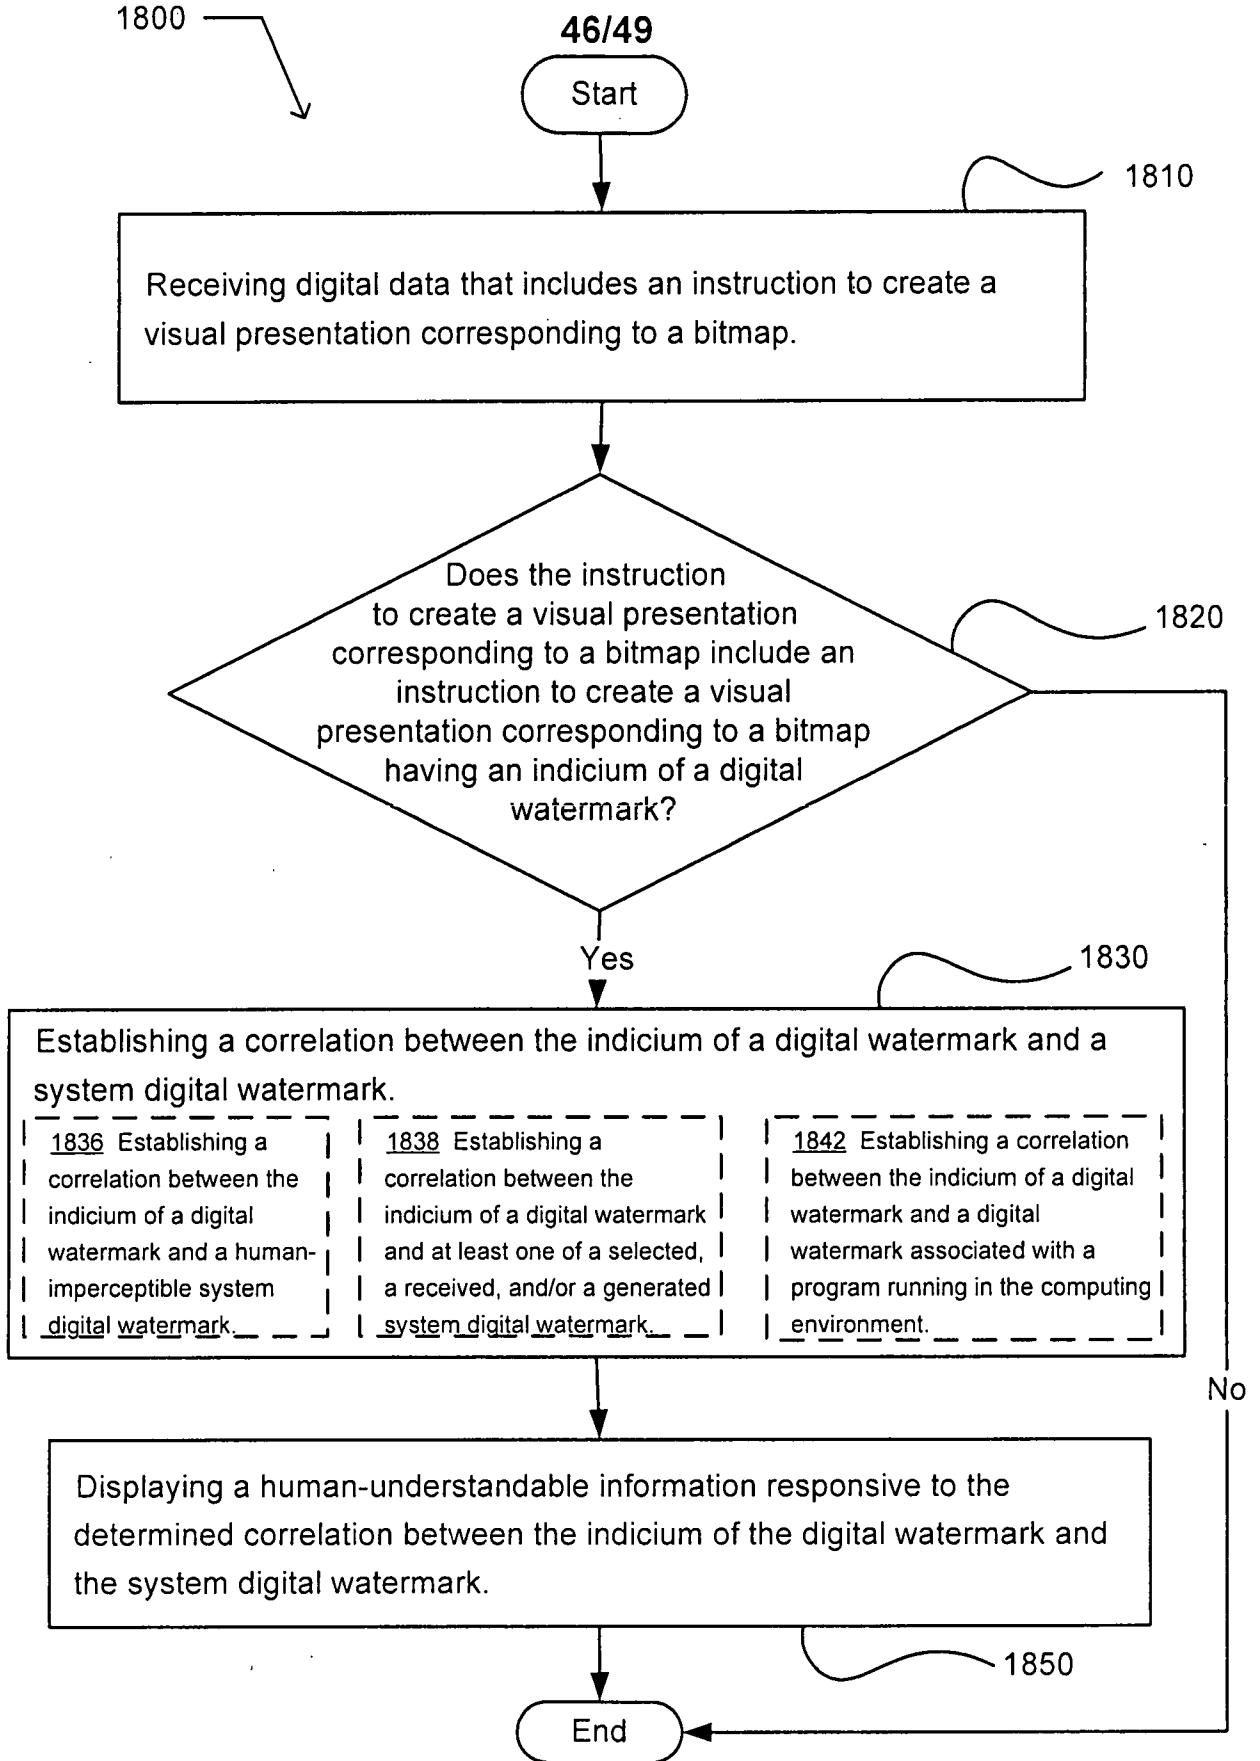 1800
46/49
Start
1810
Receiving digital data that includes an instruction to create a
visual presentation corresponding to a bitmap.
Does the instruction
to create a visual presentation
corresponding to a bitmap include an
instruction to create a visual
presentation corresponding to a bitmap
having an indicium of a digital
watermark?
1820
Yes
1830
Establishing a correlation between the indicium of a digital watermark and a
system digital watermark.
1836 Establishing a
correlation between the
indicium of a digital
watermark and a human-
imperceptible system
digital watermark.
1838 Establishing a
correlation between the
indicium of a digital watermark
and at least one of a selected,
a received, and/or a generated
system digital watermark.
1842 Establishing a correlation
between the indicium of a digital
watermark and a digital
watermark associated with a
program running in the computing
environment.
No
Displaying a human-understandable information responsive to the
determined correlation between the indicium of the digital watermark and
the system digital watermark.
1850
End